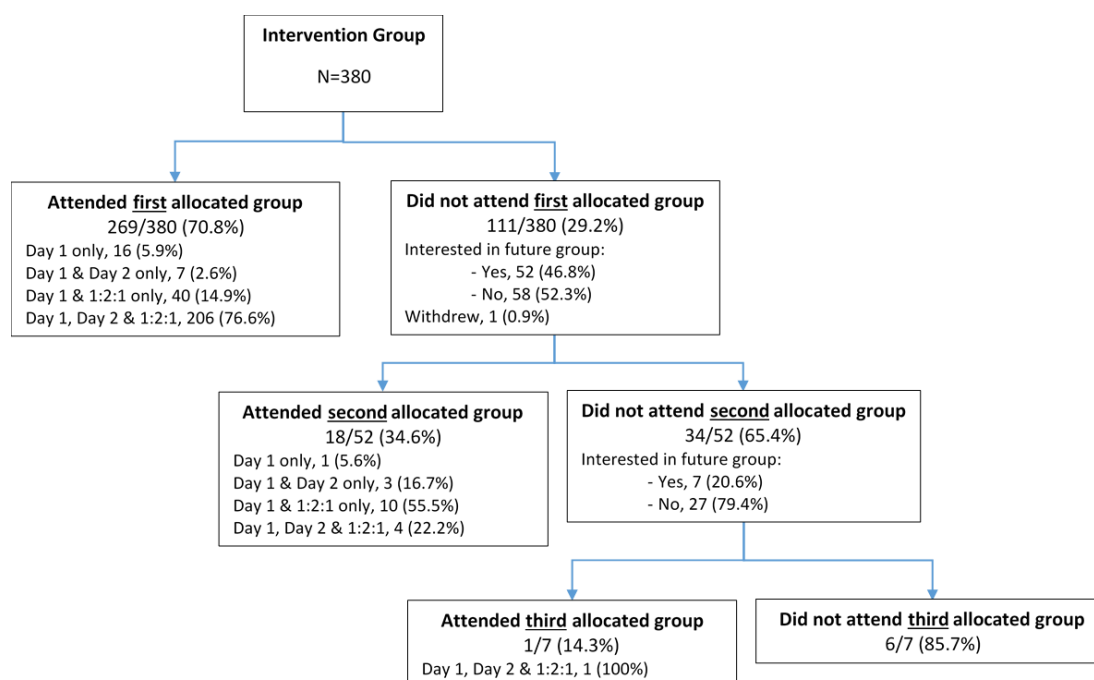 Intervention Group
N=380
Attended first allocated group
269/380 (70.8%)
Day 1 only, 16 (5.9%)
Day 1 & Day 2 only, 7 (2.6%)
Day 1 & 1:2:1 only, 40 (14.9%)
Day 1, Day 2 & 1:2:1, 206 (76.6%)
Did not attend first allocated group
111/380 (29.2%)
Interested in future group:
- Yes, 52 (46.8%)
- No, 58 (52.3%)
Withdrew, 1 (0.9%)
Attended second allocated group
18/52 (34.6%)
Day 1 only, 1 (5.6%)
Day 1 & Day 2 only, 3 (16.7%)
Day 1 & 1:2:1 only, 10 (55.5%)
Day 1, Day 2 & 1:2:1, 4 (22.2%)
Did not attend second allocated group
34/52 (65.4%)
Interested in future group:
- Yes, 7 (20.6%)
- No, 27 (79.4%)
Attended third allocated group
1/7 (14.3%)
Day 1, Day 2 & 1:2:1, 1 (100%)
Did not attend third allocated group
6/7 (85.7%)